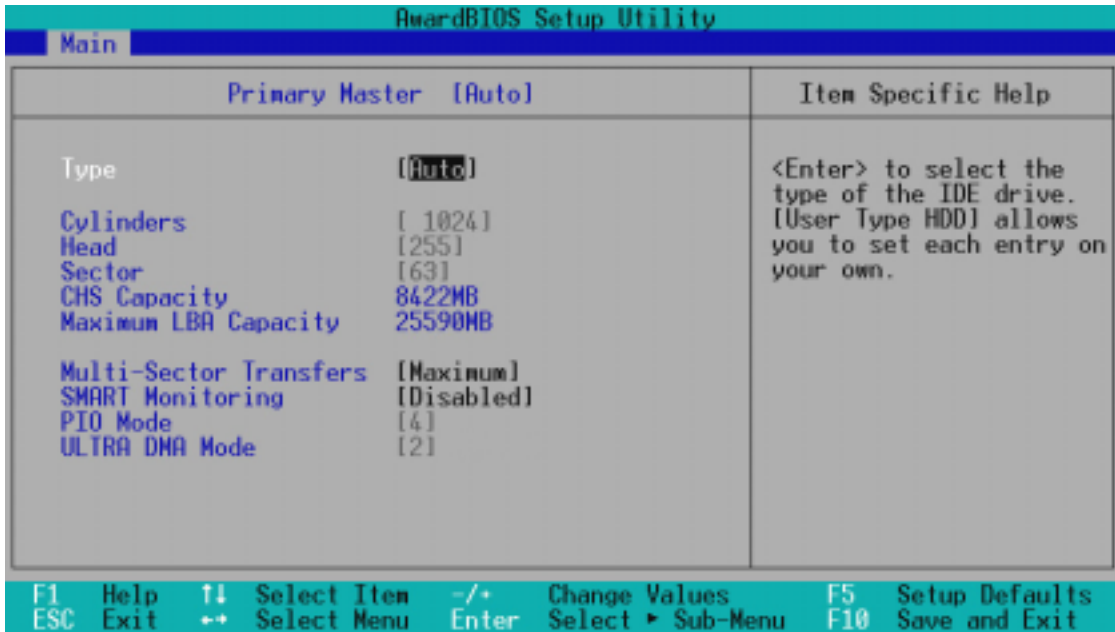 AwardBIOS Setup Utility
Main
Primary Master [Auto]
Item Specific Help
Type [Auto]
Cylinders [ 1024]
Head [255]
Sector [63]
CHS Capacity 8422MB
Maximum LBA Capacity 25590MB
Multi-Sector Transfers [Maximum]
SMART Monitoring [Disabled]
PIO Mode [4]
ULTRA DMA Mode [2]
<Enter> to select the
type of the IDE drive.
[User Type HDD] allows
you to set each entry on
your own.
F1 Help ↑↓ Select Item -/+ Change Values F5 Setup Defaults
ESC Exit ←→ Select Menu Enter Select ► Sub-Menu F10 Save and Exit